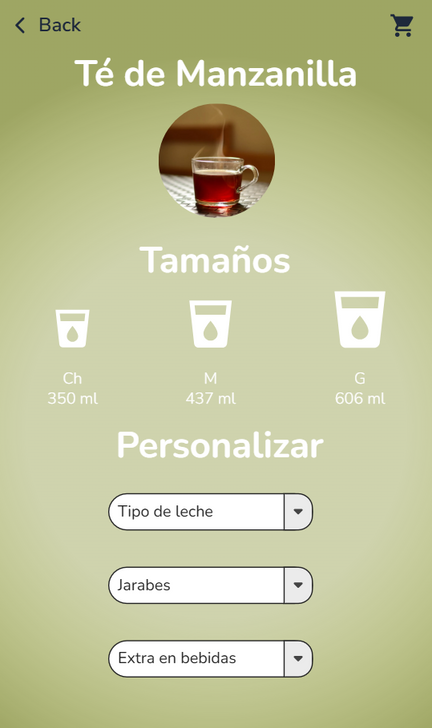 Back
Té de Manzanilla
Tamaños
Ch
350 ml
M
437 ml
G
606 ml
Personalizar
Tipo de leche
Jarabes
Extra en bebidas